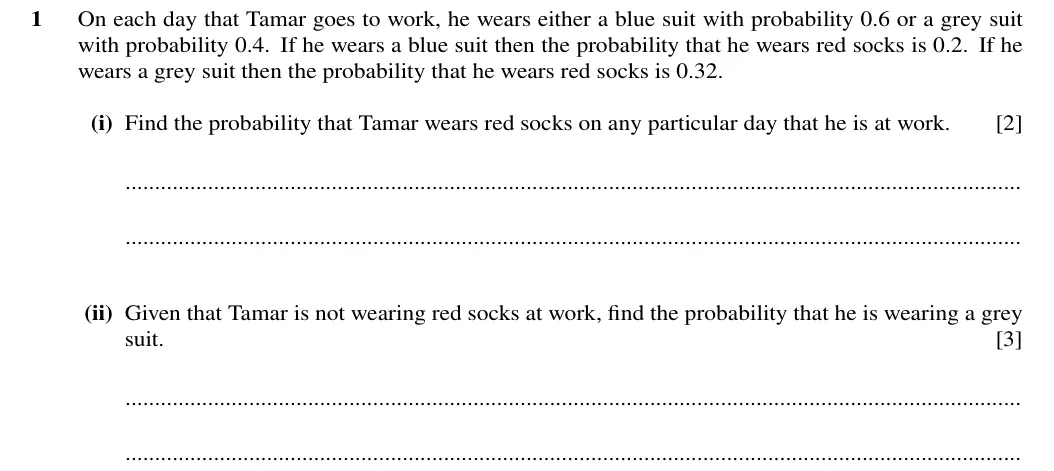 1 On each day that Tamar goes to work, he wears either a blue suit with probability 0.6 or a grey suit
with probability 0.4. If he wears a blue suit then the probability that he wears red socks is 0.2. If he
wears a grey suit then the probability that he wears red socks is 0.32.
(i) Find the probability that Tamar wears red socks on any particular day that he is at work. [2]
(ii) Given that Tamar is not wearing red socks at work, find the probability that he is wearing a grey
suit. [3]